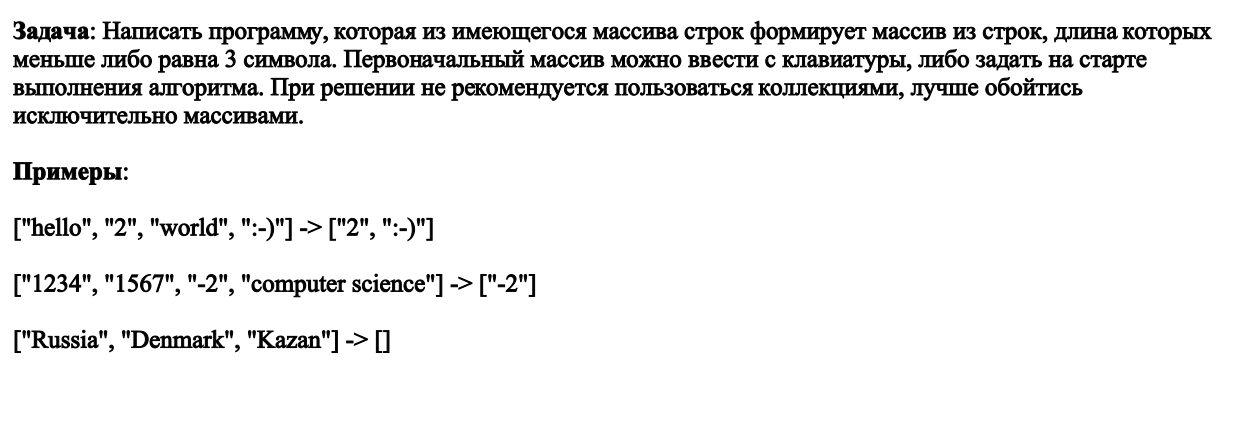 Задача: Написать программу, которая из имеющегося массива строк формирует массив из строк, длина которых
меньше либо равна 3 символа. Первоначальный массив можно ввести с клавиатуры, либо задать на старте
выполнения алгоритма. При решении не рекомендуется пользоваться коллекциями, лучше обойтись
исключительно массивами.
Примеры:
["hello", "2", "world", ":-)"] -> ["2", ":-)"]
["1234", "1567", "-2", "computer science"] -> ["-2"]
["Russia", "Denmark", "Kazan"] -> []